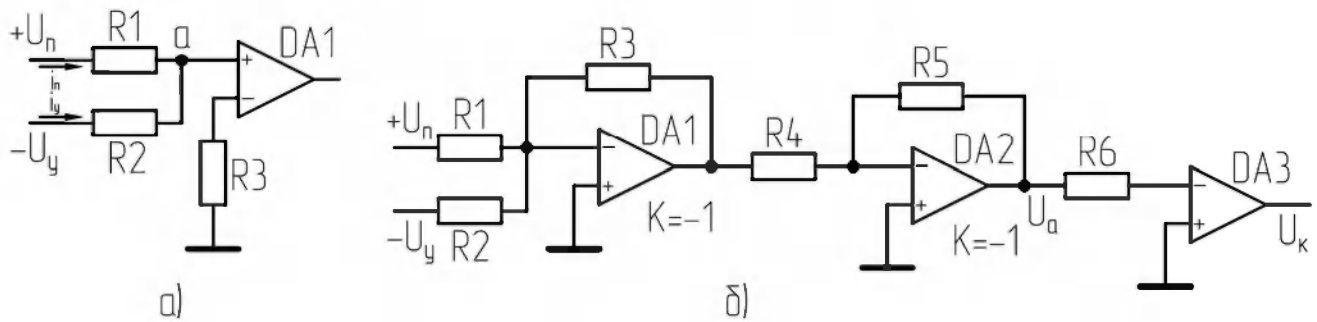 +Uп R1 a DA1
iп
iу
-Uу R2
R3
а)
R3
+Uп R1 DA1
-Uу R2
K=-1
R4
R5
DA2
K=-1
Uа
R6
DA3
Uк
б)